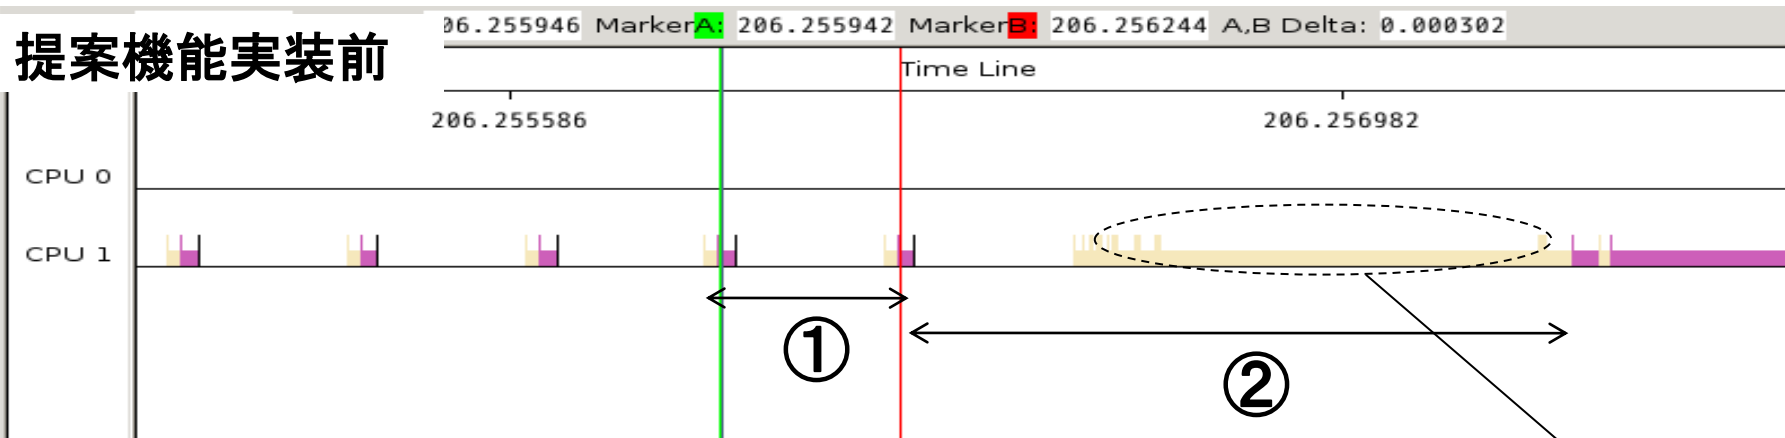 提案機能実装前
06.255946 MarkerA: 206.255942 MarkerB: 206.256244 A,B Delta: 0.000302
Time Line
206.255586 206.256982
CPU 0
CPU 1
①
②